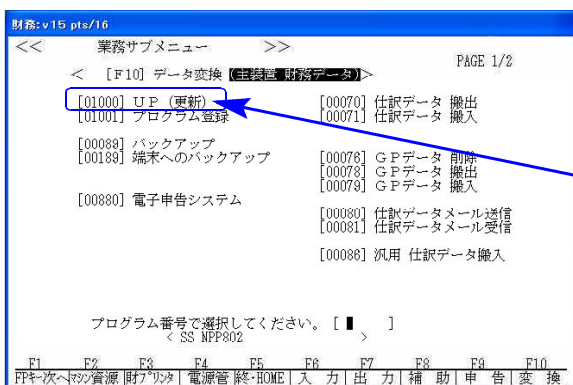 財務:v15 pts/16
<< 業務サブメニュー >>
PAGE 1/2
< [F10] データ変換 (主装置 財務データ)>
[01000] UP (更新)
[01001] プログラム登録
[00089] バックアップ
[00189] 端末へのバックアップ
[00880] 電子申告システム
[00070] 仕訳データ 搬出
[00071] 仕訳データ 搬入
[00076] GPデータ 削除
[00078] GPデータ 搬出
[00079] GPデータ 搬入
[00080] 仕訳データメール送信
[00081] 仕訳データメール受信
[00086] 汎用 仕訳データ搬入
プログラム番号で選択してください。 [ ]
< SS NPP802 >
F1 F2 F3 F4 F5 F6 F7 F8 F9 F10
FPキー次へ マシン資源 財プリンタ 電源管 終・HOME 入 力 出 力 補 助 申 告 変 換